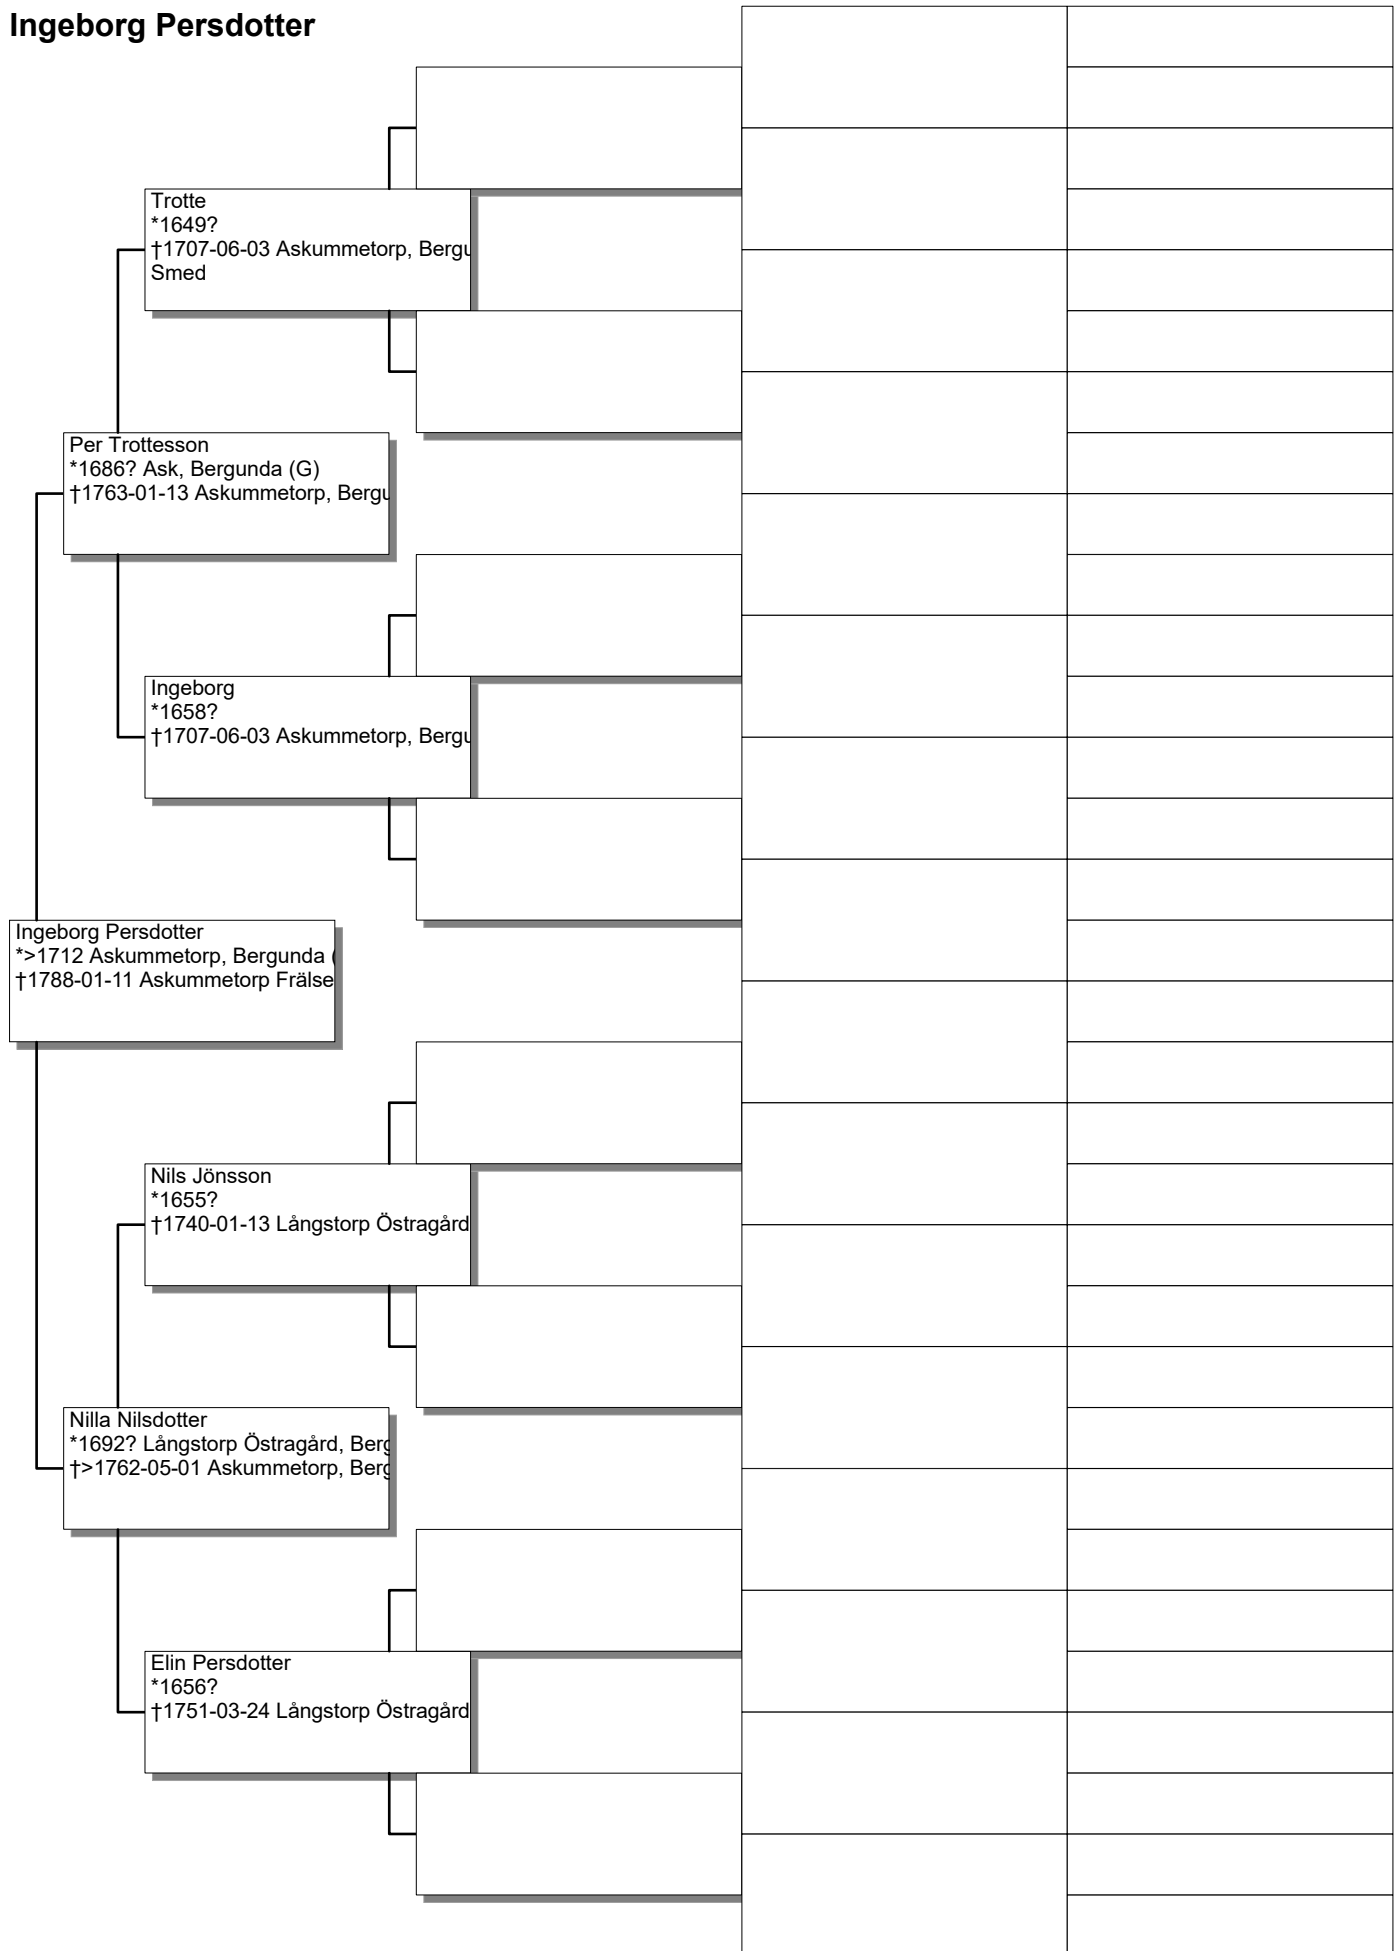 Ingeborg Persdotter
Trotte
*1649?
†1707-06-03 Askummetorp, Bergu
Smed
Per Trottesson
*1686? Ask, Bergunda (G)
†1763-01-13 Askummetorp, Bergu
Ingeborg
*1658?
†1707-06-03 Askummetorp, Bergu
Ingeborg Persdotter
*>1712 Askummetorp, Bergunda (
†1788-01-11 Askummetorp Frälse
Nils Jönsson
*1655?
†1740-01-13 Långstorp Östragård
Nilla Nilsdotter
*1692? Långstorp Östragård, Berg
†>1762-05-01 Askummetorp, Berg
Elin Persdotter
*1656?
†1751-03-24 Långstorp Östragård